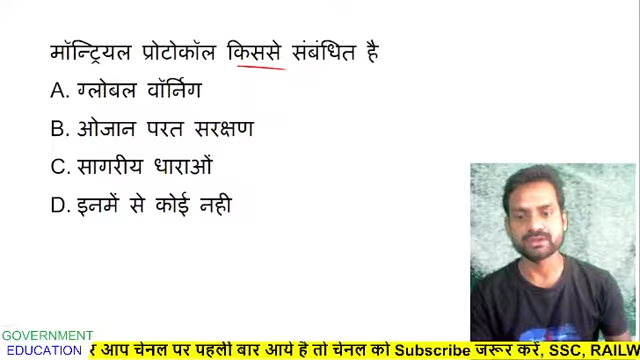 मॉन्ट्रियल प्रोटोकॉल किससे संबंधित है
A. ग्लोबल वॉर्निग
B. ओजान परत सरक्षण
C. सागरीय धाराओं
D. इनमें से कोई नही
GOVERNMENT
EDUCATION
र आप चेनल पर पहली बार आये है तो चेनल को Subscribe जरूर करें, SSC, RAILW